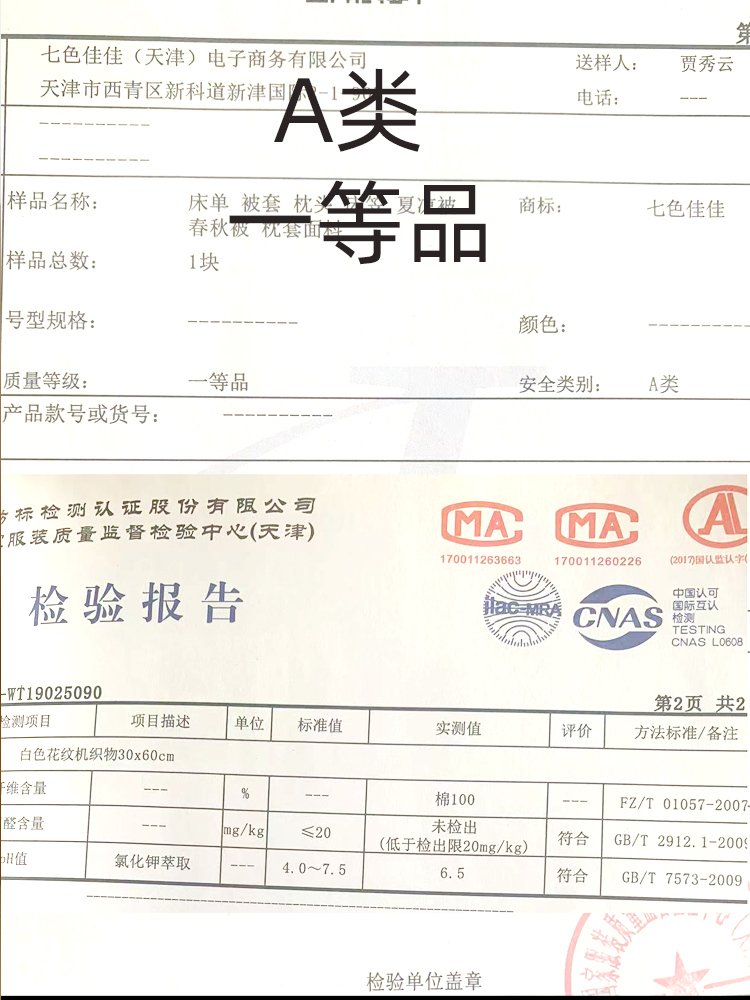 第
七色佳佳（天津）电子商务有限公司
送样人： 贾秀云
天津市西青区新科道新津国际2-1-
电话： ---
A类
----------
----------
样品名称： 床单 被套 枕头 夏凉被
春秋被 枕套面料
商标： 七色佳佳
一等品
样品总数： 1块
号型规格： ----------
颜色： ----------
质量等级： 一等品
安全类别： A类
产品款号或货号： ----------
标检测认证股份有限公司
服装质量监督检验中心(天津)
检验报告
MA
170011263663
MA
170011260226
AL
(2017)国认监认字(
ilac-MRA
CNAS
中国认可
国际互认
检测
TESTING
CNAS L0608
-WT19025090
第2页 共2
检测项目 项目描述 单位 标准值 实测值 评价 方法标准/备注
白色花纹机织物30x60cm
纤维含量 --- % --- 棉100 --- FZ/T 01057-2007
醛含量 --- mg/kg ≤20 未检出 (低于检出限20mg/kg) 符合 GB/T 2912.1-2009
pH值 氯化钾萃取 --- 4.0～7.5 6.5 符合 GB/T 7573-2009
检验单位盖章